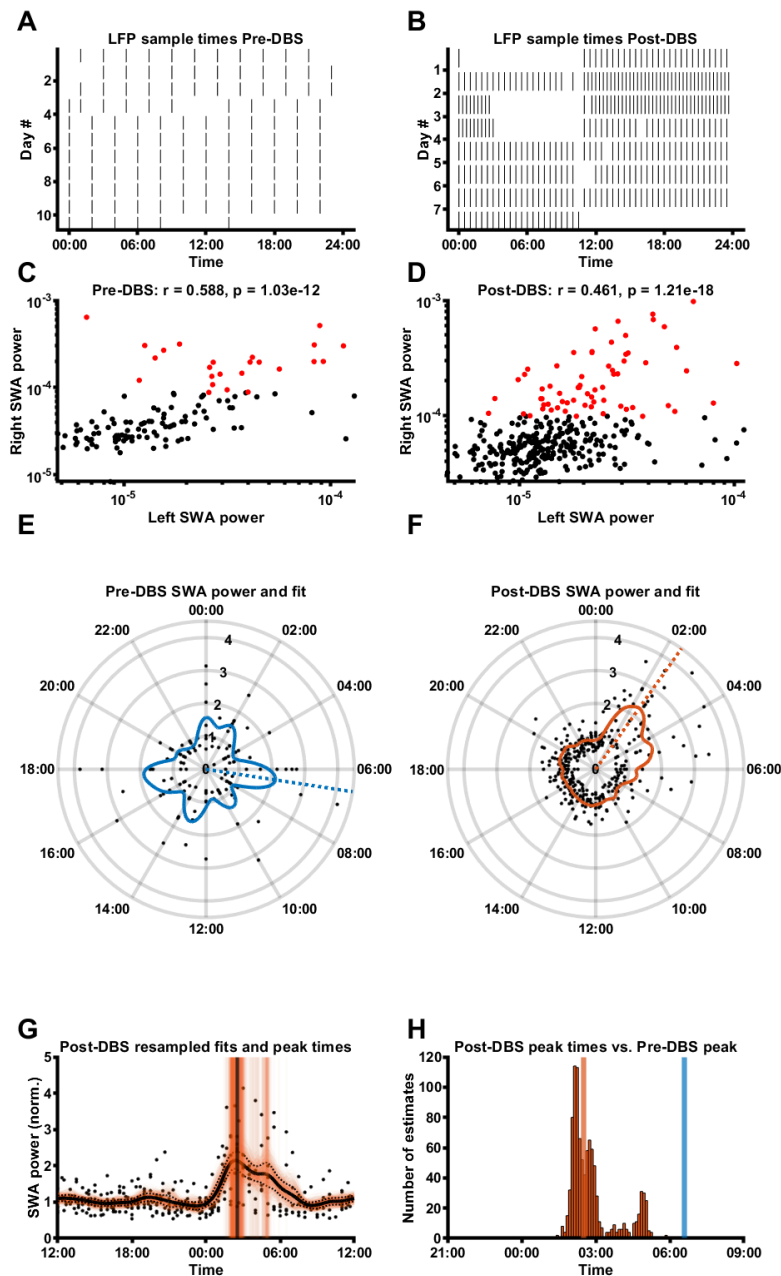 A
LFP sample times Pre-DBS
2
4
6
8
10
Day #
00:00 06:00 12:00 18:00 24:00
Time
B
LFP sample times Post-DBS
1
2
3
4
5
6
7
Day #
00:00 06:00 12:00 18:00 24:00
Time
C
Pre-DBS: r = 0.588, p = 1.03e-12
10-3
10-4
10-5
Right SWA power
10-5 10-4
Left SWA power
D
Post-DBS: r = 0.461, p = 1.21e-18
10-3
10-4
Right SWA power
10-5 10-4
Left SWA power
E
Pre-DBS SWA power and fit
00:00
22:00 02:00
4
20:00 3 04:00
2
18:00 0 06:00
16:00 08:00
14:00 10:00
12:00
F
Post-DBS SWA power and fit
00:00
22:00 02:00
4
20:00 3 04:00
2
18:00 0 06:00
16:00 08:00
14:00 10:00
12:00
G
Post-DBS resampled fits and peak times
5
4
3
2
1
0
SWA power (norm.)
12:00 18:00 00:00 06:00 12:00
Time
H
Post-DBS peak times vs. Pre-DBS peak
120
100
80
60
40
20
0
Number of estimates
21:00 00:00 03:00 06:00 09:00
Time